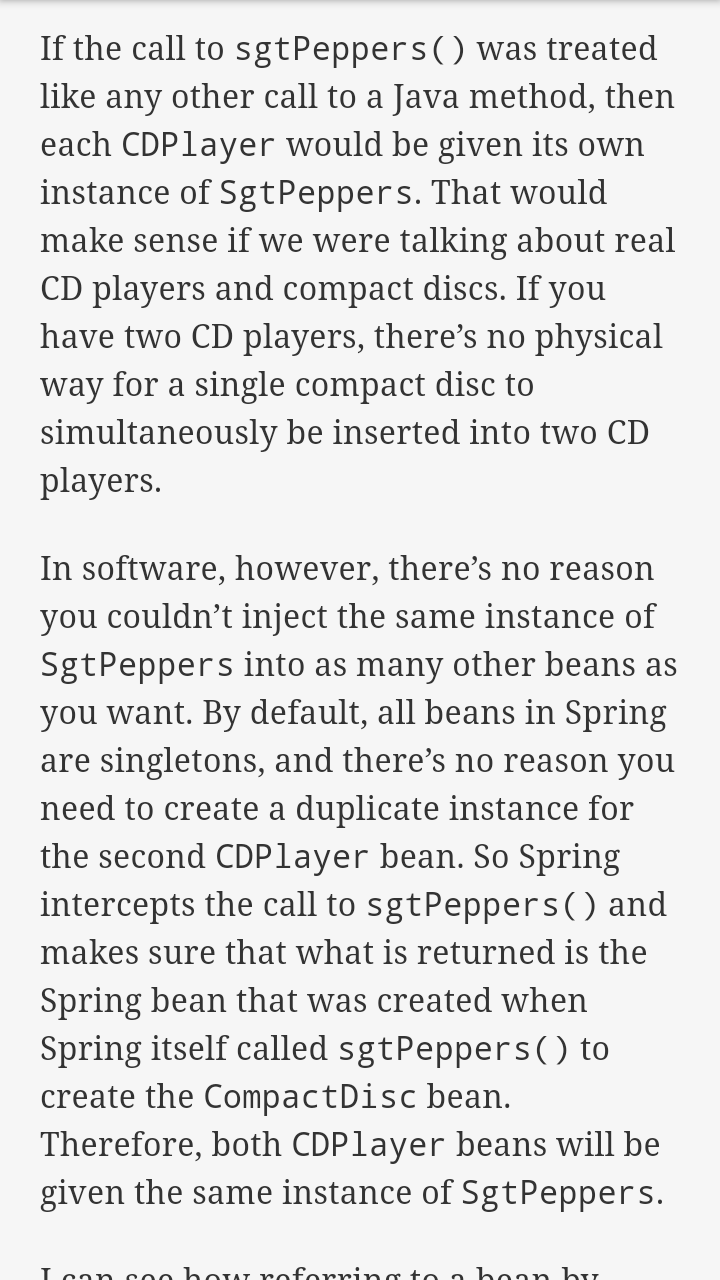 If the call to sgtPeppers() was treated
like any other call to a Java method, then
each CDPlayer would be given its own
instance of SgtPeppers. That would
make sense if we were talking about real
CD players and compact discs. If you
have two CD players, there’s no physical
way for a single compact disc to
simultaneously be inserted into two CD
players.
In software, however, there’s no reason
you couldn’t inject the same instance of
SgtPeppers into as many other beans as
you want. By default, all beans in Spring
are singletons, and there’s no reason you
need to create a duplicate instance for
the second CDPlayer bean. So Spring
intercepts the call to sgtPeppers() and
makes sure that what is returned is the
Spring bean that was created when
Spring itself called sgtPeppers() to
create the CompactDisc bean.
Therefore, both CDPlayer beans will be
given the same instance of SgtPeppers.
I can see how referring to a bean by